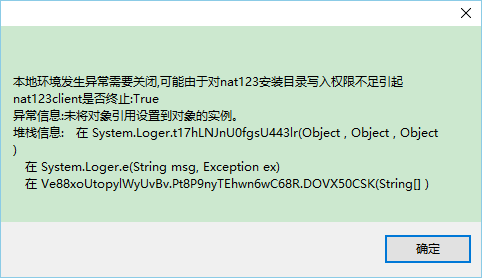 本地环境发生异常需要关闭,可能由于对nat123安装目录写入权限不足引起
nat123client是否终止:True
异常信息:未将对象引用设置到对象的实例。
堆栈信息:   在 System.Loger.t17hLNJnU0fgsU443lr(Object , Object , Object
)
   在 System.Loger.e(String msg, Exception ex)
   在 Ve88xoUtopylWyUvBv.Pt8P9nyTEhwn6wC68R.DOVX50CSK(String[] )
确定